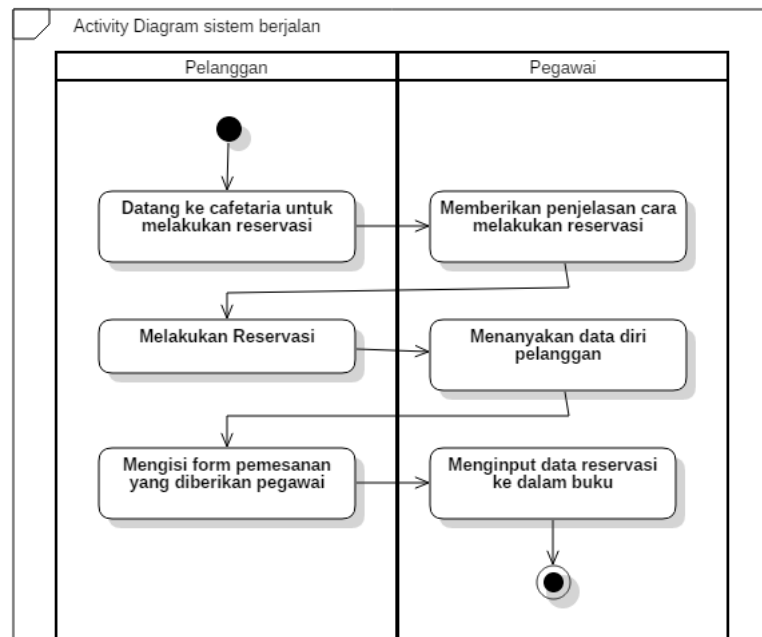 Activity Diagram sistem berjalan
Pelanggan
Pegawai
Datang ke cafetaria untuk
melakukan reservasi
Memberikan penjelasan cara
melakukan reservasi
Melakukan Reservasi
Menanyakan data diri
pelanggan
Mengisi form pemesanan
yang diberikan pegawai
Menginput data reservasi
ke dalam buku